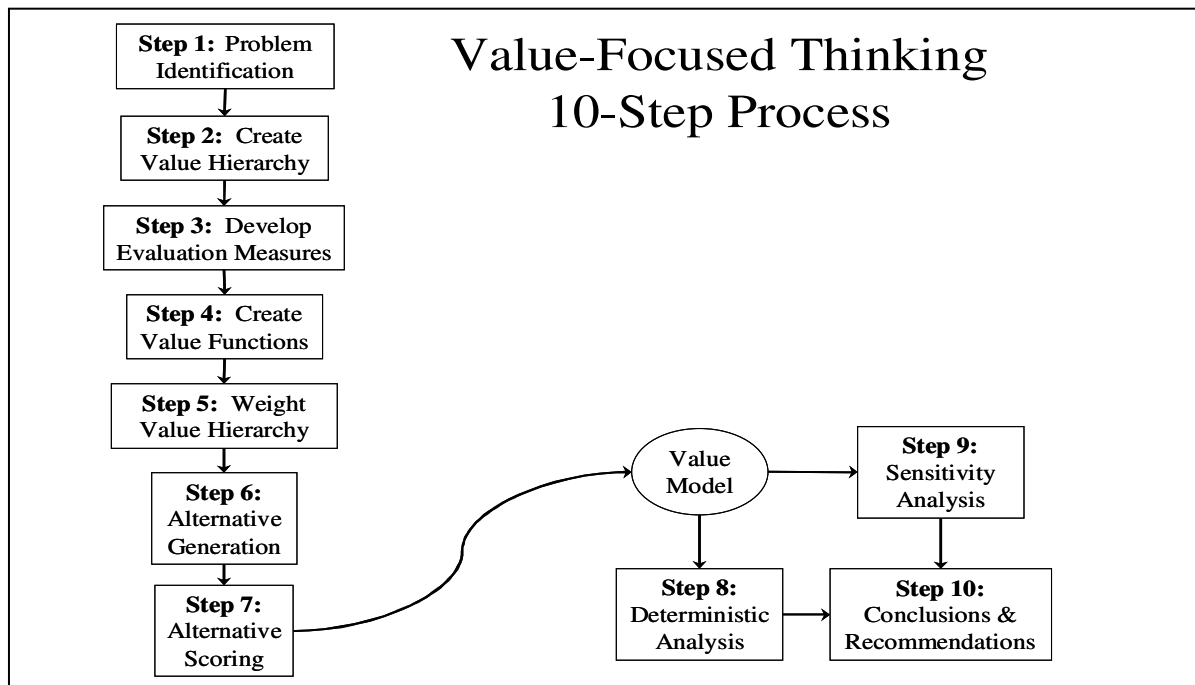 Value-Focused Thinking
10-Step Process
Step 1: Problem
Identification
Step 2: Create
Value Hierarchy
Step 3: Develop
Evaluation Measures
Step 4: Create
Value Functions
Step 5: Weight
Value Hierarchy
Step 6:
Alternative
Generation
Step 7:
Alternative
Scoring
Value
Model
Step 8:
Deterministic
Analysis
Step 9:
Sensitivity
Analysis
Step 10:
Conclusions &
Recommendations